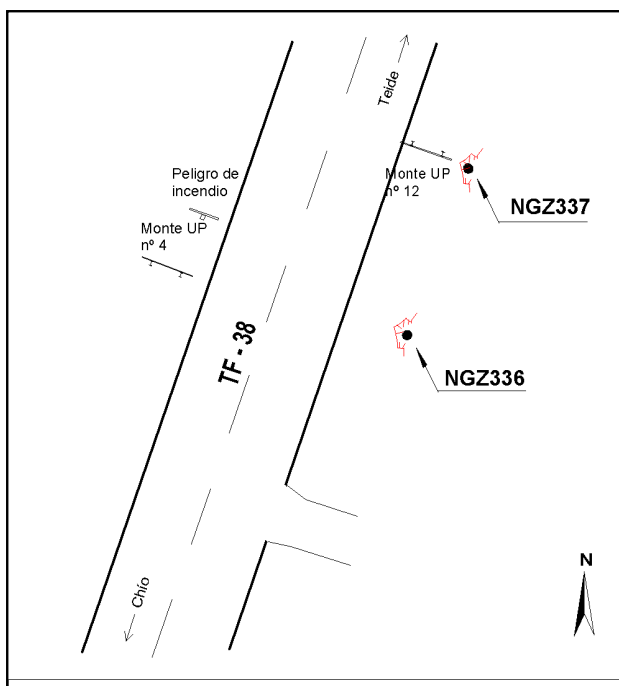 Teide
Peligro de
incendio
Monte UP
nº 12
NGZ337
Monte UP
nº 4
TF - 38
NGZ336
N
Chío